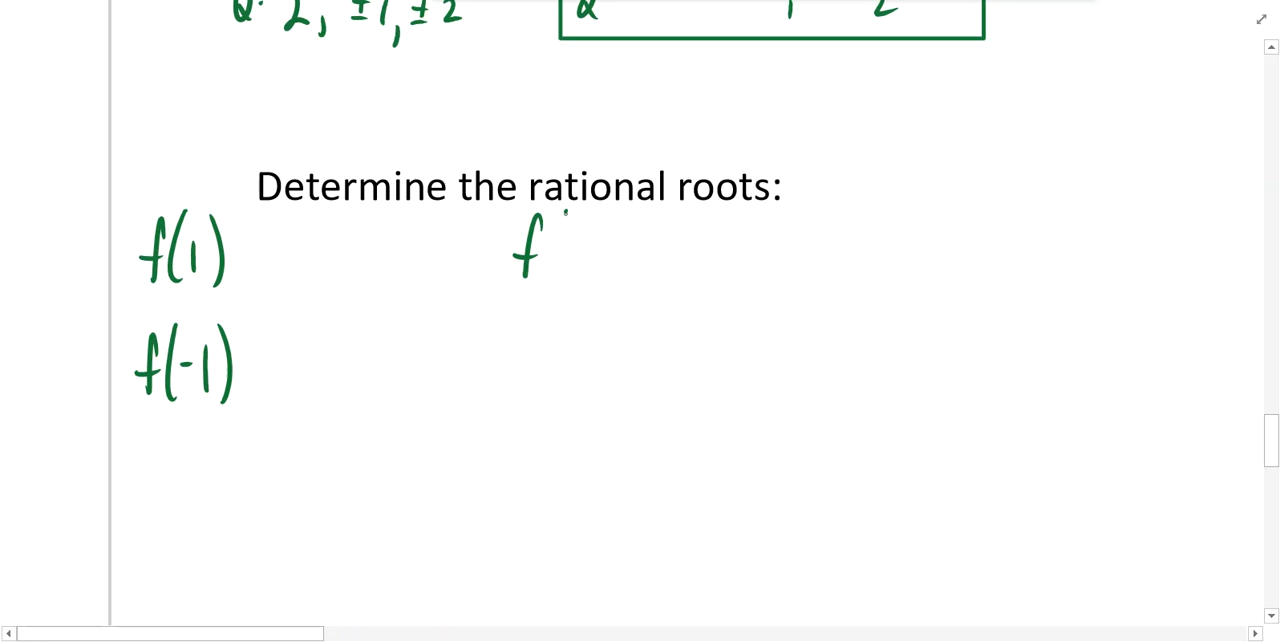 Q: 2, ±1, ±2
Determine the rational roots:
f(1) f
f(-1)